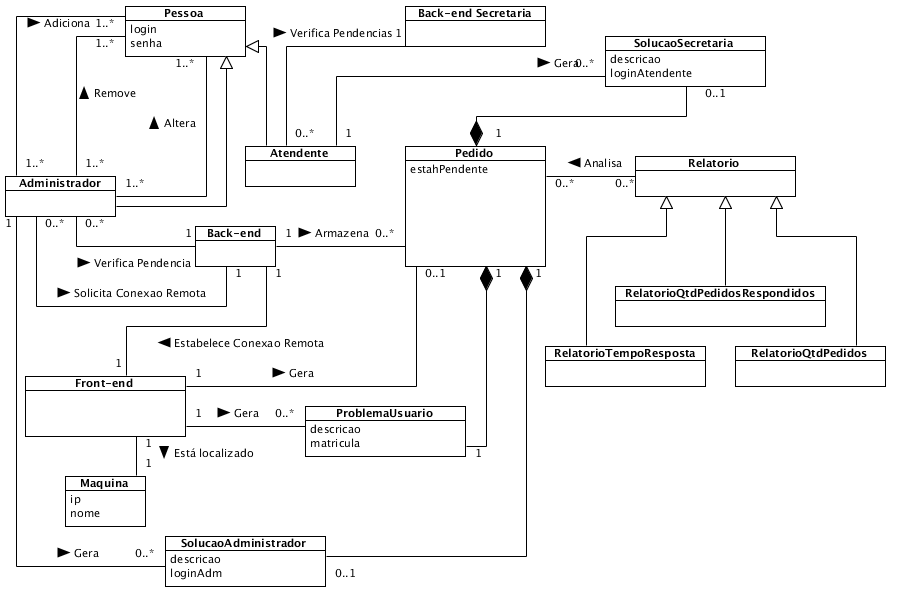 Pessoa
login
senha
Adiciona
1..*
1..*
1..*
Remove
Altera
1..*
1..*
1..*
Back-end Secretaria
Verifica Pendencias
1
0..*
SolucaoSecretaria
descricao
loginAtendente
Gera
0..*
1
0..1
1
Atendente
Pedido
estahPendente
Analisa
0..*
0..*
Relatorio
Administrador
1
0..*
0..*
1
Back-end
1
Armazena
0..*
Verifica Pendencia
1
1
0..1
1
1
Solicita Conexao Remota
RelatorioQtdPedidosRespondidos
Estabelece Conexao Remota
RelatorioTempoResposta
RelatorioQtdPedidos
1
Front-end
1
Gera
1
Gera
0..*
ProblemaUsuario
descricao
matricula
1
1
Está localizado
1
Maquina
ip
nome
SolucaoAdministrador
descricao
loginAdm
Gera
0..*
0..1